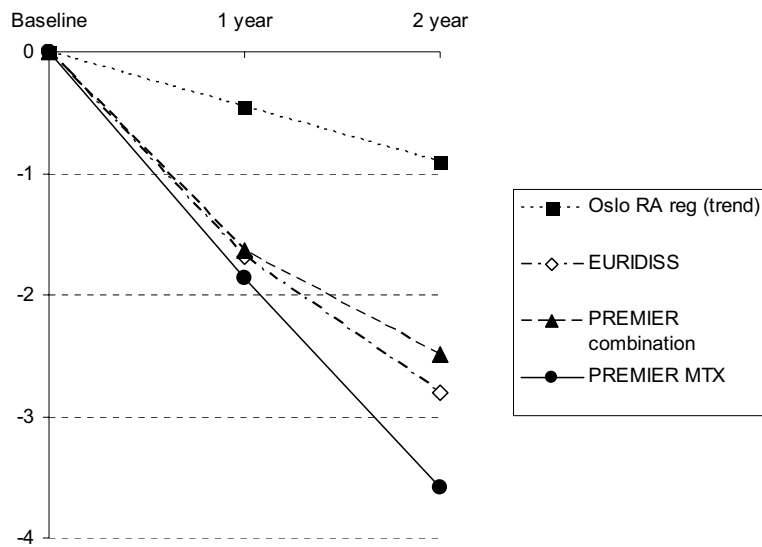 Baseline 1 year 2 year
0
-1
-2
-3
-4
Oslo RA reg (trend)
EURIDISS
PREMIER
combination
PREMIER MTX